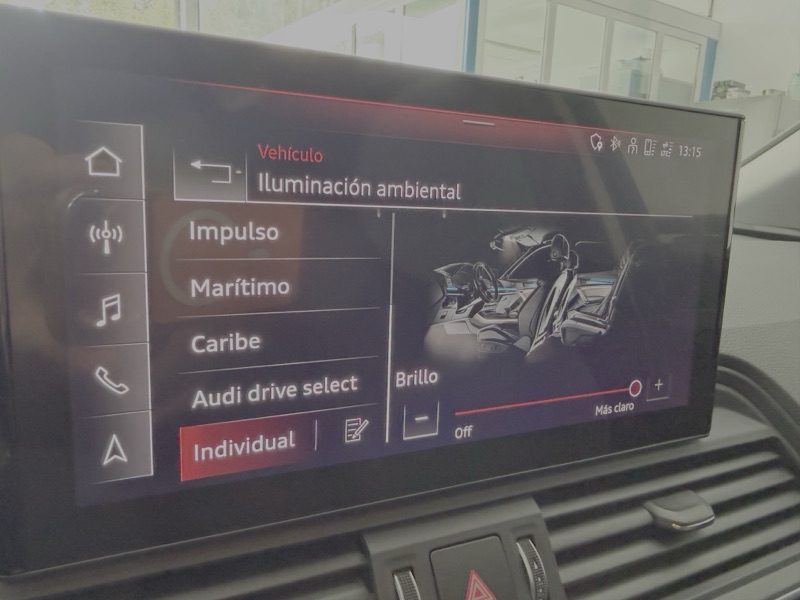 Vehículo
Iluminación ambiental
13:15
Impulso
Marítimo
Caribe
Audi drive select
Individual
Brillo
Off
Más claro